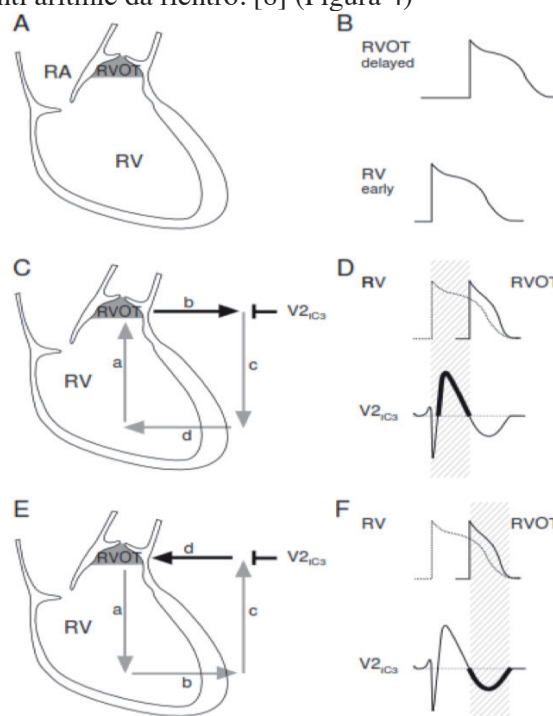 aritmie da rientro. [8] (Figura 4)
A
RA
RVOT
RV
B
RVOT
delayed
RV
early
C
RVOT
b
V2IC3
RV
a
c
d
D
RV
RVOT
V2IC3
E
RVOT
d
V2IC3
RV
a
c
b
F
RV
RVOT
V2IC3